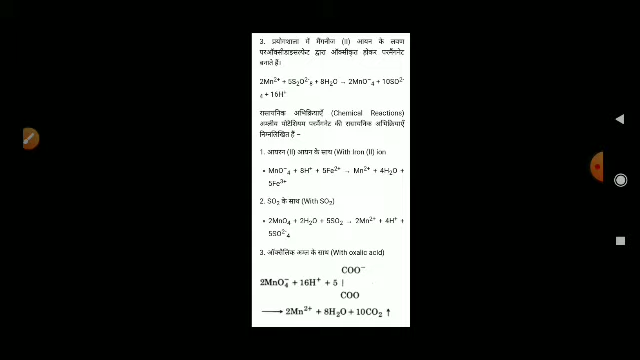 3. प्रयोगशाला में मैंगनीज (II) आयन के लवण
परऑक्सीडाइसल्फेट द्वारा ऑक्सीकृत होकर परमैंगनेट
बनाते हैं।
2Mn²⁺ + 5S₂O²⁻₈ + 8H₂O → 2MnO⁻₄ + 10SO²⁻
₄ + 16H⁺
रासायनिक अभिक्रियाएँ (Chemical Reactions)
अम्लीय पोटैशियम परमैंगनेट की रासायनिक अभिक्रियाएँ
निम्नलिखित हैं –
1. आयरन (II) आयन के साथ (With Iron (II) ion
• MnO⁻₄ + 8H⁺ + 5Fe²⁺ → Mn²⁺ + 4H₂O +
5Fe³⁺
2. SO₂ के साथ (With SO₂)
• 2MnO₄ + 2H₂O + 5SO₂ → 2Mn²⁺ + 4H⁺ +
5SO²⁻₄
3. ऑक्सैलिक अम्ल के साथ (With oxalic acid)
COO⁻
2MnO₄⁻ + 16H⁺ + 5 |
COO
⟶ 2Mn²⁺ + 8H₂O + 10CO₂ ↑